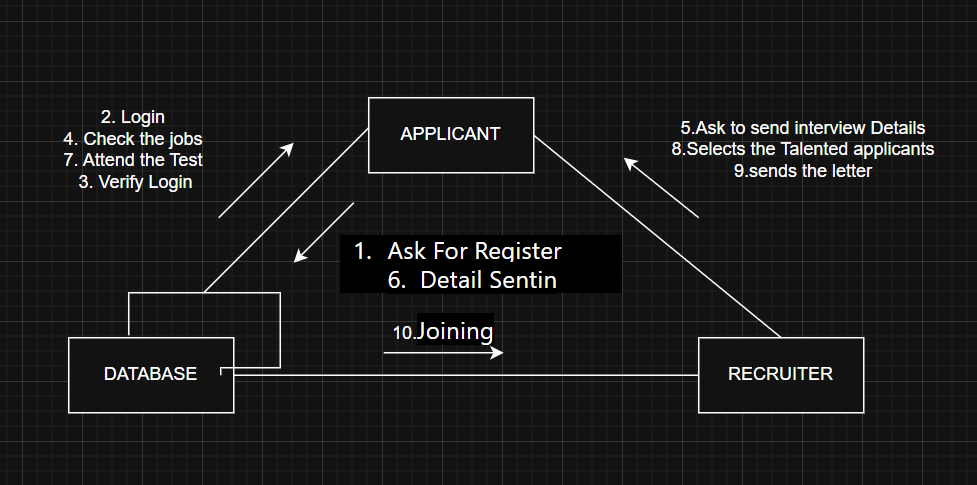 APPLICANT
2. Login
4. Check the jobs
7. Attend the Test
3. Verify Login
5.Ask to send interview Details
8.Selects the Talented applicants
9.sends the letter
1. Ask For Register
6. Detail Sentin
10.Joining
DATABASE
RECRUITER